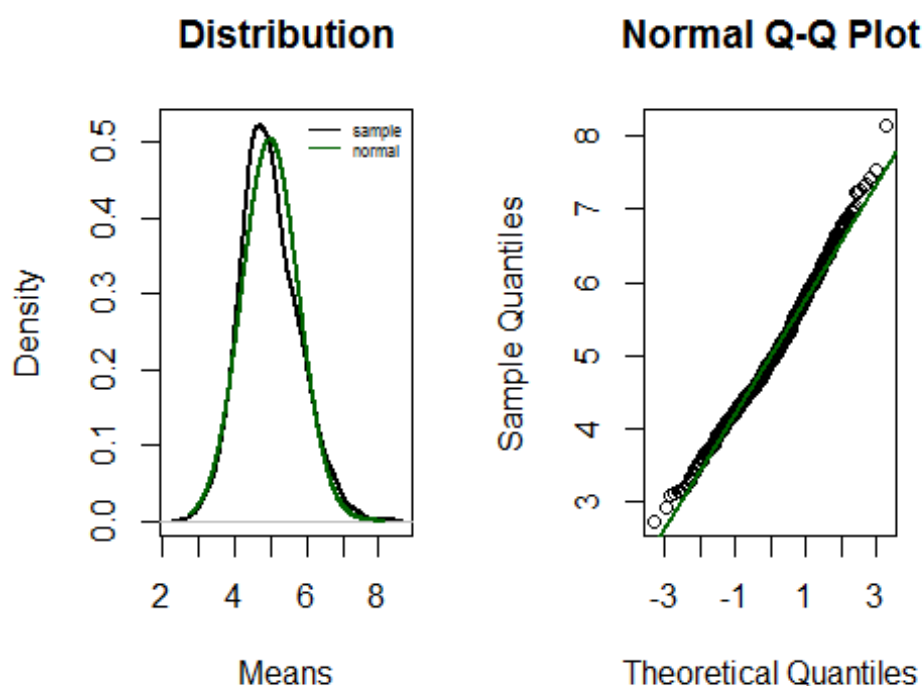 Distribution
Density
0.0 0.1 0.2 0.3 0.4 0.5
sample
normal
2 4 6 8
Means
Normal Q-Q Plot
Sample Quantiles
3 4 5 6 7 8
-3 -1 1 3
Theoretical Quantiles